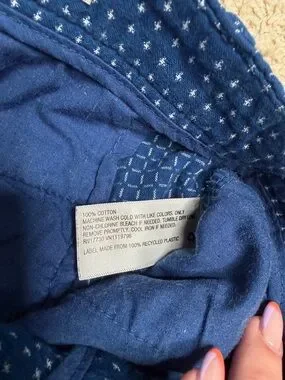 100% COTTON
MACHINE WASH COLD WITH LIKE COLORS. ONLY
NON-CHLORINE BLEACH IF NEEDED. TUMBLE DRY
REMOVE PROMPTLY. COOL IRON IF NEEDED.
LABEL MADE FROM 100% RECYCLED PLASTIC